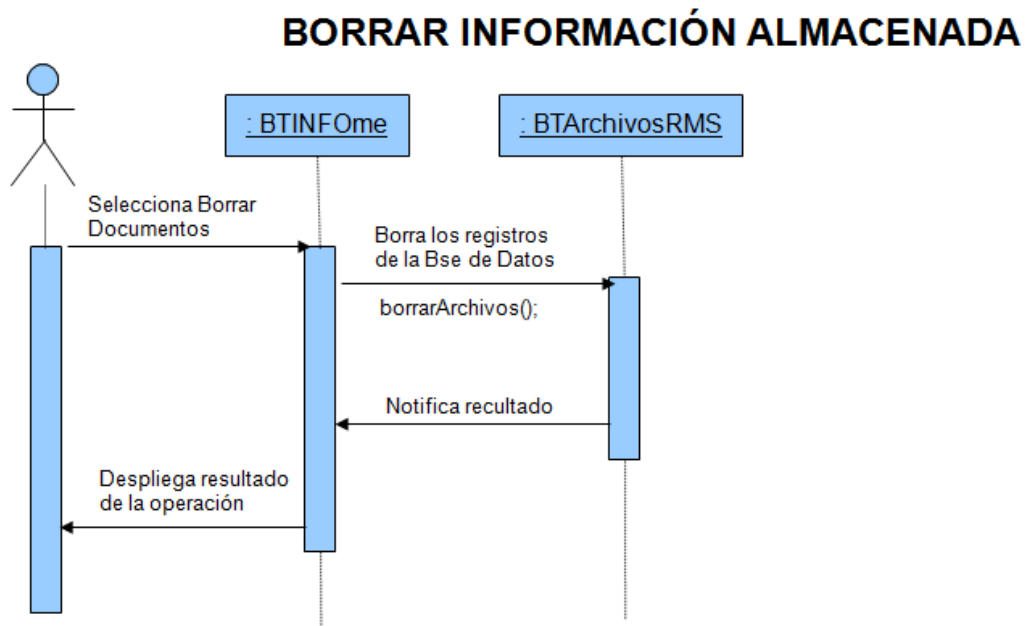 BORRAR INFORMACIÓN ALMACENADA
: BTINFOme
: BTArchivosRMS
Selecciona Borrar
Documentos
Borra los registros
de la Bse de Datos
borrarArchivos();
Notifica recultado
Despliega resultado
de la operación